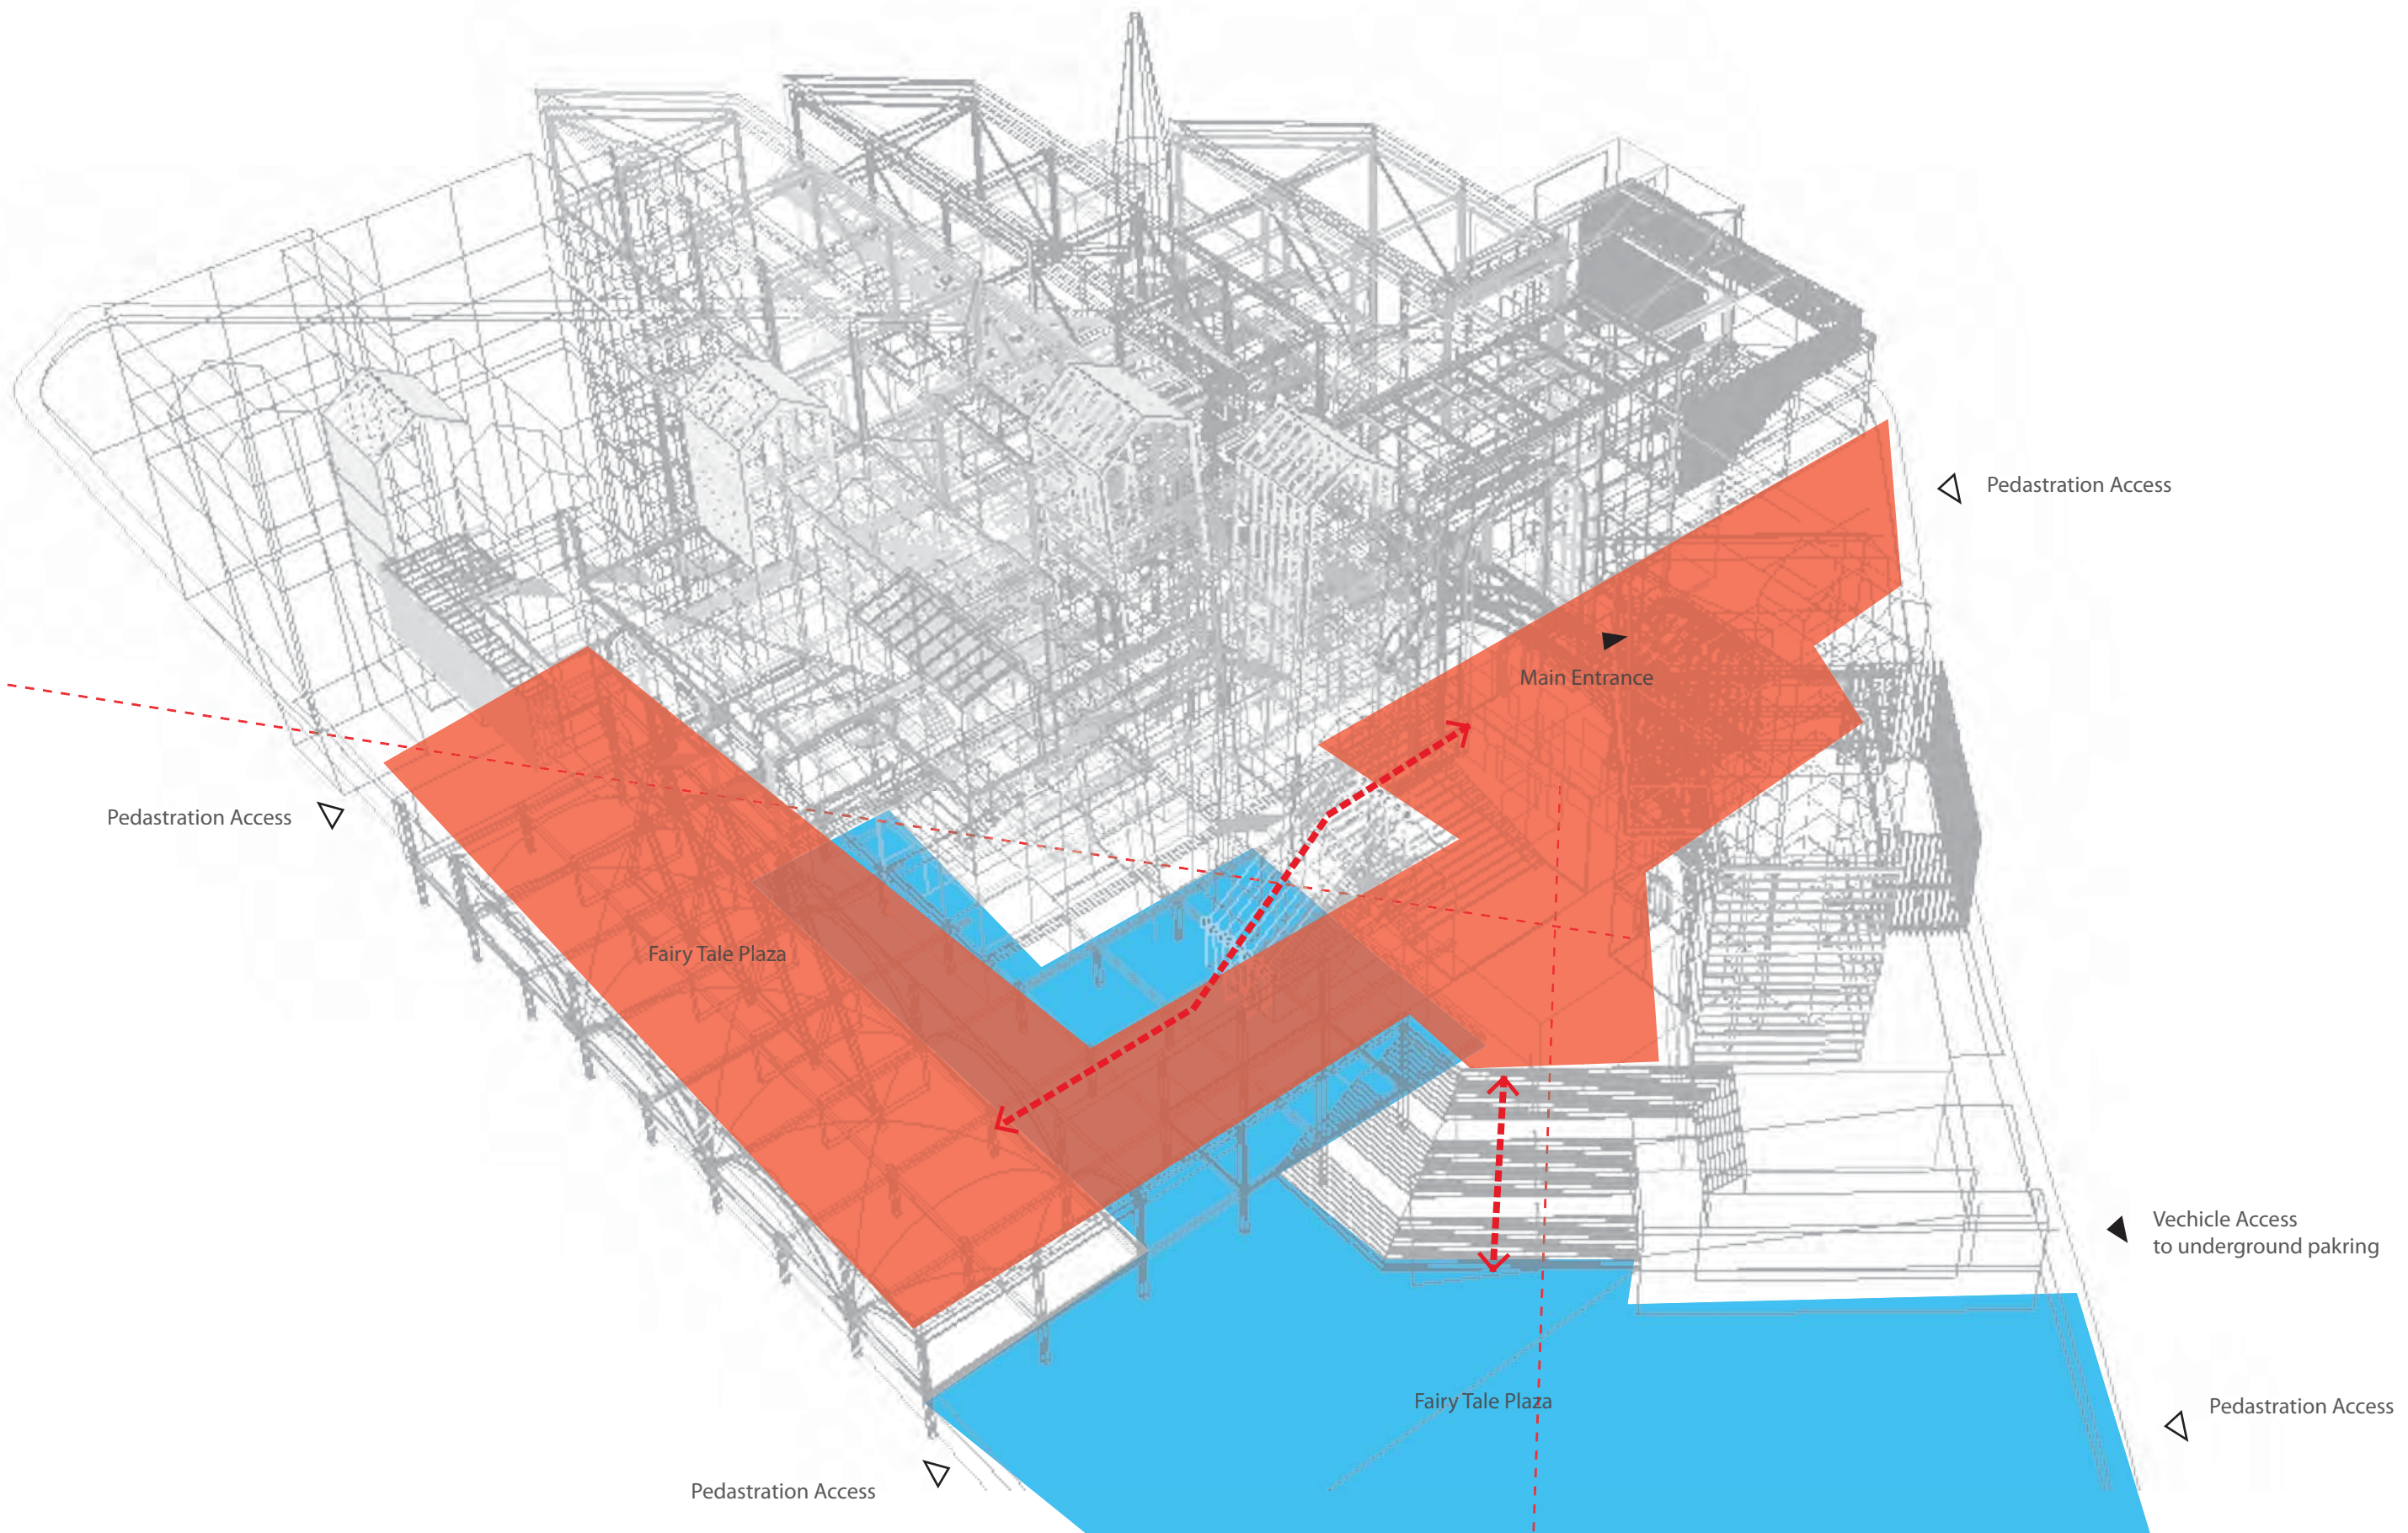 Pedastration Access
Main Entrance
Pedastration Access
Fairy Tale Plaza
Vechicle Access
to underground pakring
Fairy Tale Plaza
Pedastration Access
Pedastration Access